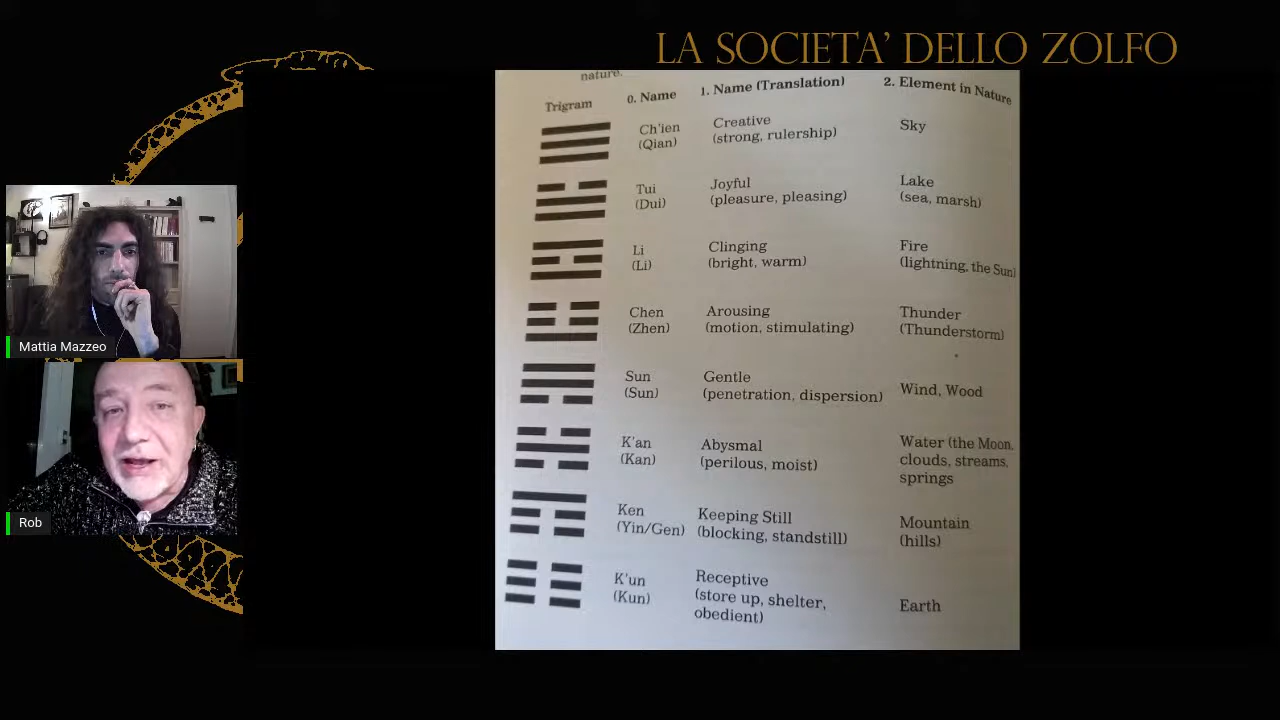 LA SOCIETA' DELLO ZOLFO
nature.
Trigram 0. Name 1. Name (Translation) 2. Element in Nature
Ch'ien Creative Sky
(Qian) (strong, rulership)
Tui Joyful Lake
(Dui) (pleasure, pleasing) (sea, marsh)
Li Clinging Fire
(Li) (bright, warm) (lightning, the Sun)
Chen Arousing Thunder
(Zhen) (motion, stimulating) (Thunderstorm)
Sun Gentle Wind, Wood
(Sun) (penetration, dispersion)
K'an Abysmal Water (the Moon,
(Kan) (perilous, moist) clouds, streams,
springs
Ken Keeping Still Mountain
(Yin/Gen) (blocking, standstill) (hills)
K'un Receptive Earth
(Kun) (store up, shelter,
obedient)
Mattia Mazzeo
Rob